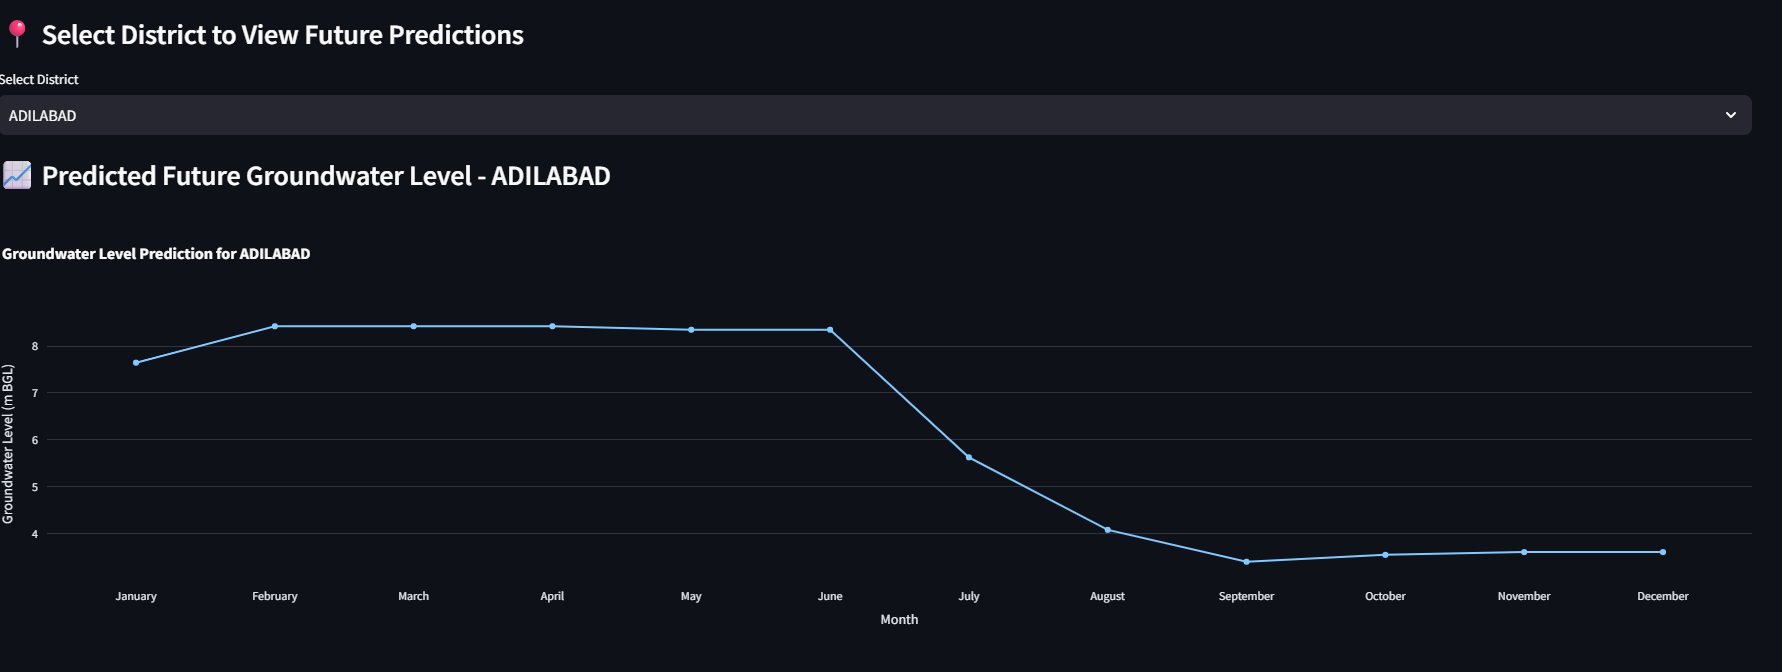 Select District to View Future Predictions
Select District
ADILABAD
Predicted Future Groundwater Level - ADILABAD
Groundwater Level Prediction for ADILABAD
Groundwater Level (m BGL)
8
7
6
5
4
January February March April May June July August September October November December
Month